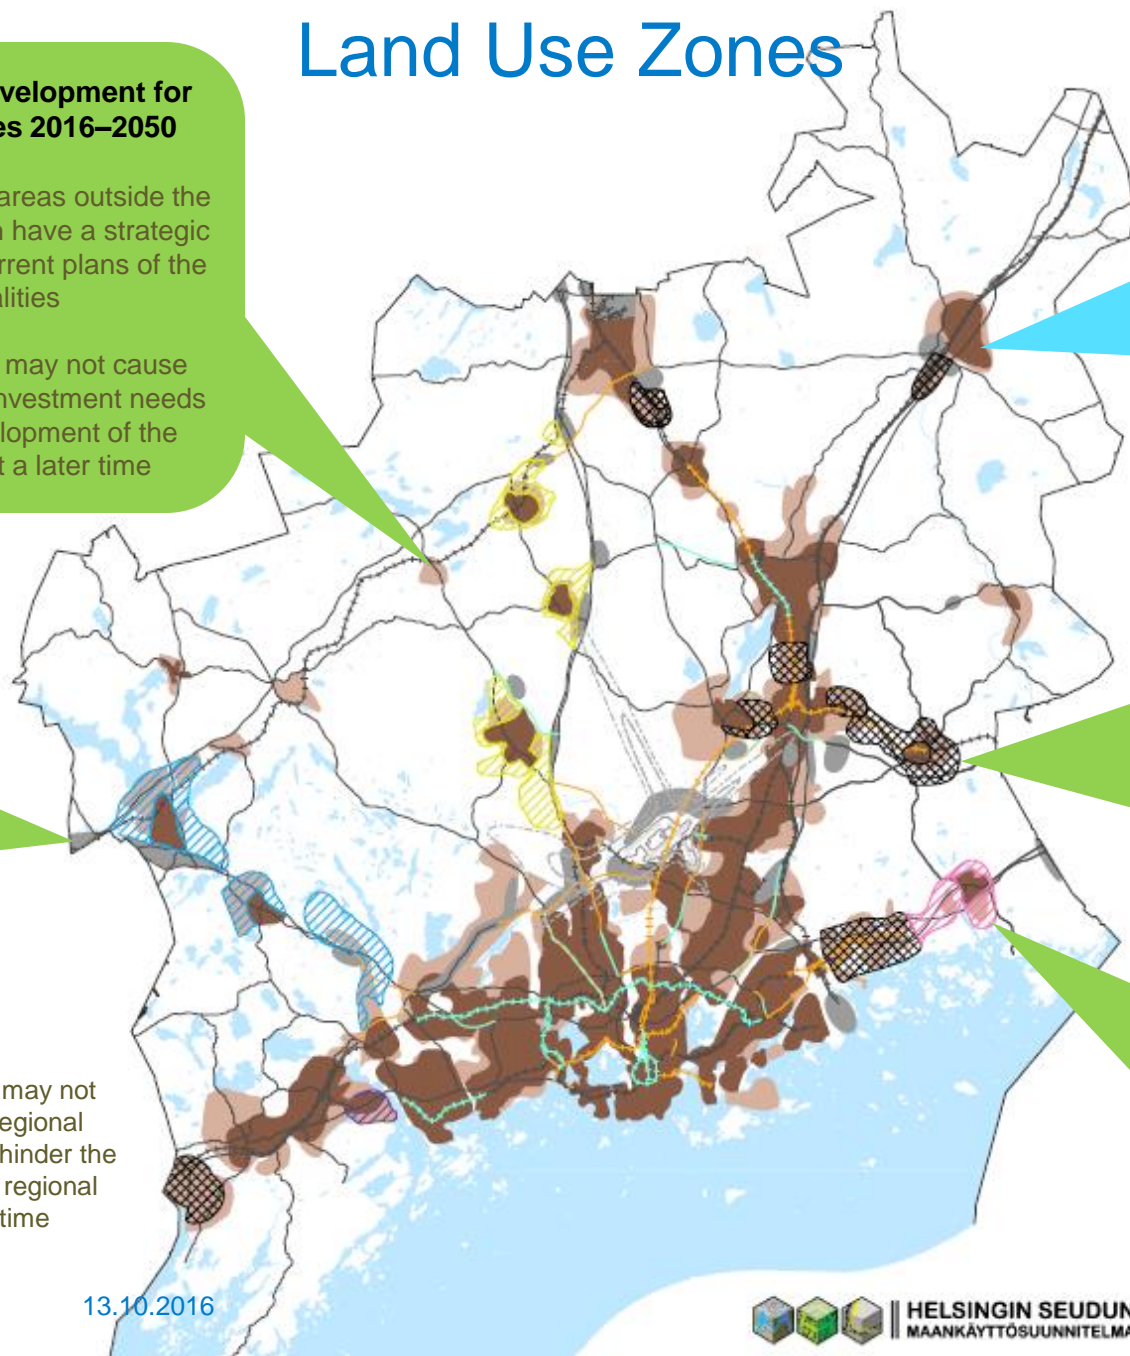 Land Use Zones
velopment for
es 2016–2050
areas outside the
n have a strategic
rrent plans of the
alities
may not cause
nvestment needs
elopment of the
t a later time
may not
egional
hinder the
regional
time
13.10.2016
HELSINGIN SEUDUN
MAANKÄYTTÖSUUNNITELMA